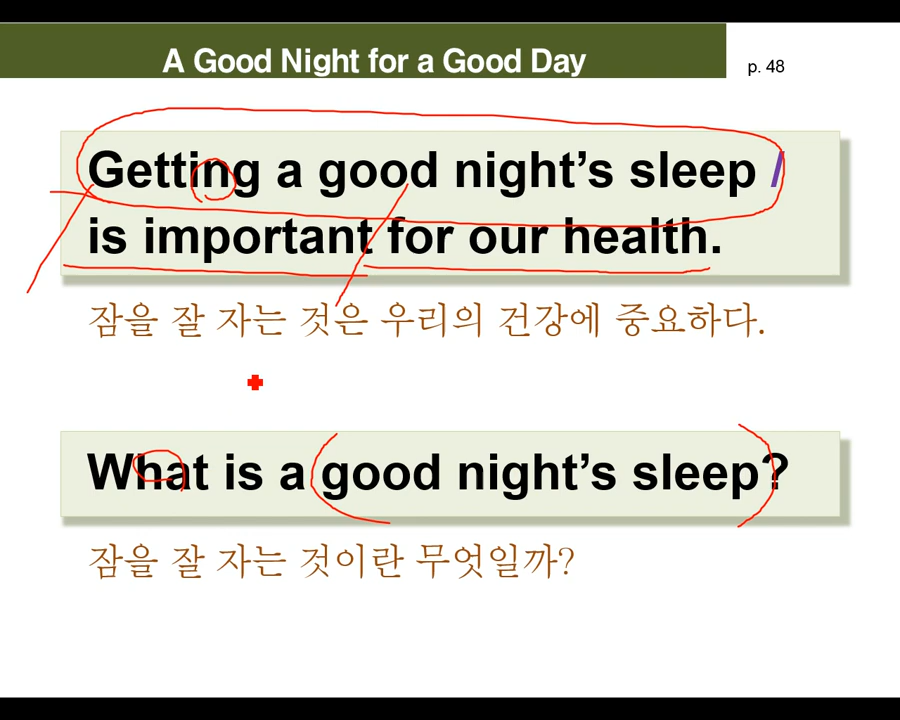 A Good Night for a Good Day
p. 48
Getting a good night's sleep /
is important for our health.
잠을 잘 자는 것은 우리의 건강에 중요하다.
What is a good night's sleep?
잠을 잘 자는 것이란 무엇일까?